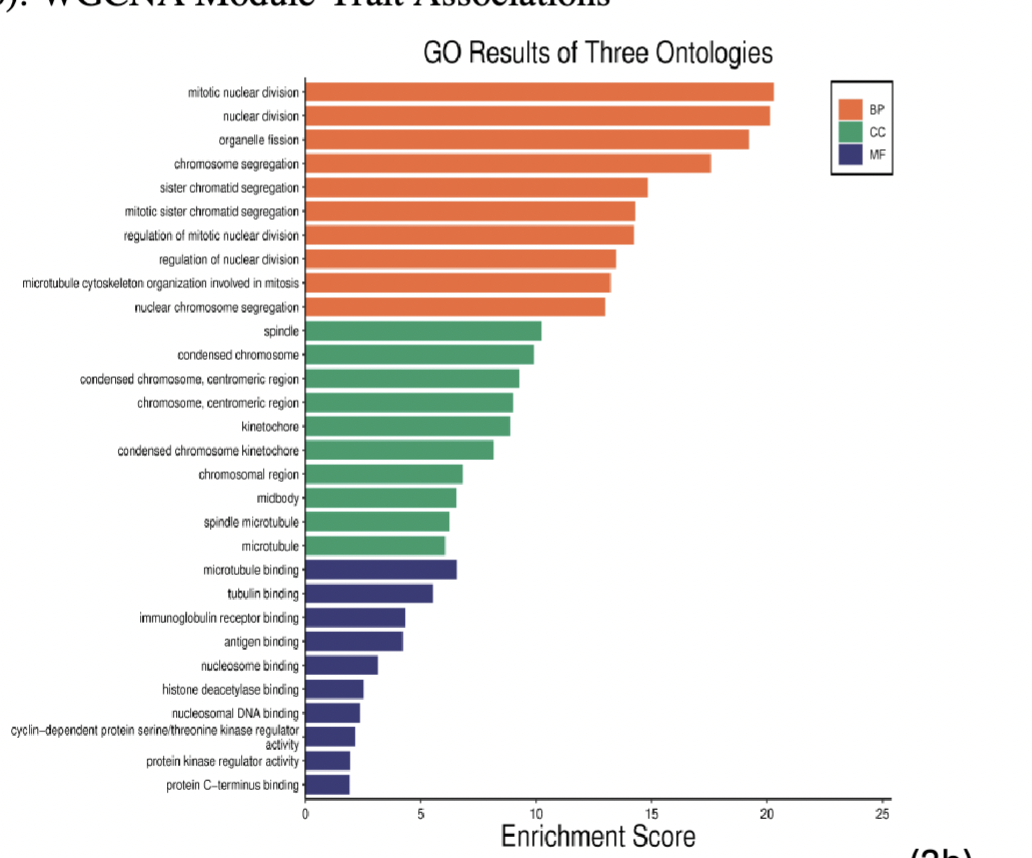 ): WGCNA Module-Trait Associations
GO Results of Three Ontologies
mitotic nuclear division
nuclear division
organelle fission
chromosome segregation
sister chromatid segregation
mitotic sister chromatid segregation
regulation of mitotic nuclear division
regulation of nuclear division
microtubule cytoskeleton organization involved in mitosis
nuclear chromosome segregation
spindle
condensed chromosome
condensed chromosome, centromeric region
chromosome, centromeric region
kinetochore
condensed chromosome kinetochore
chromosomal region
midbody
spindle microtubule
microtubule
microtubule binding
tubulin binding
immunoglobulin receptor binding
antigen binding
nucleosome binding
histone deacetylase binding
nucleosomal DNA binding
cyclin−dependent protein serine/threonine kinase regulator
activity
protein kinase regulator activity
protein C−terminus binding
BP
CC
MF
0 5 10 15 20 25
Enrichment Score